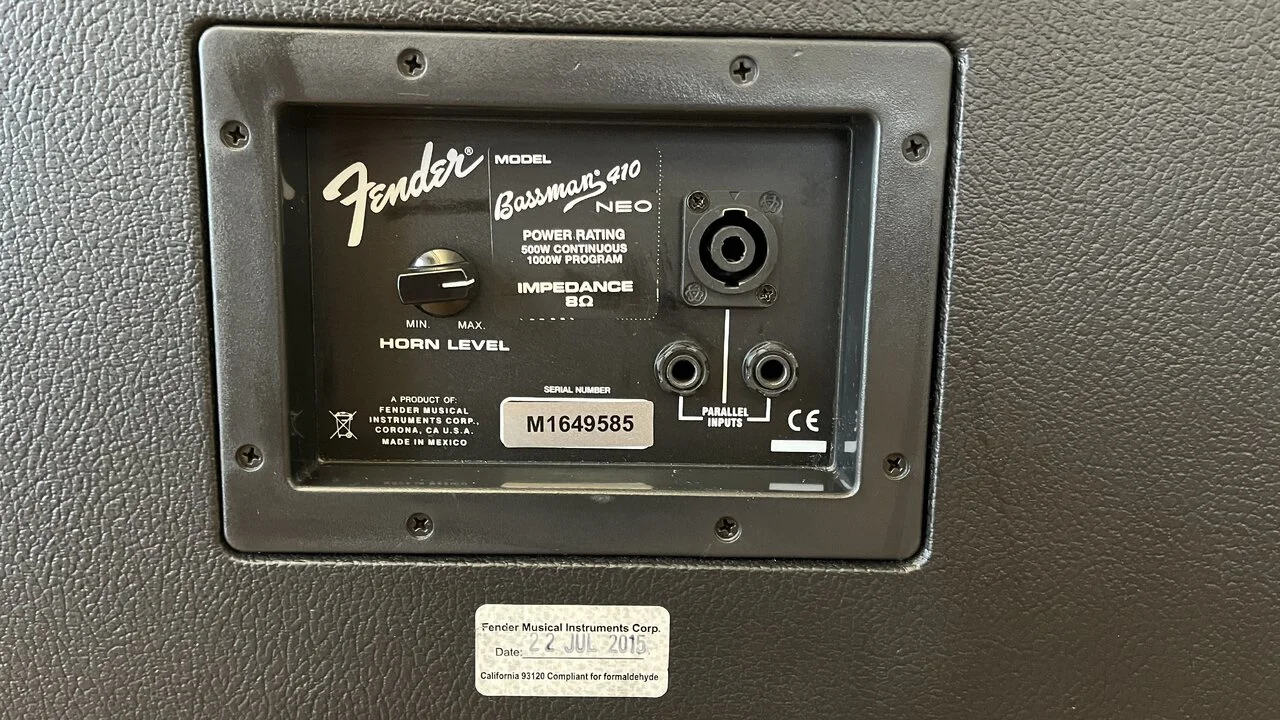 Fender®
MODEL
Bassman® 410
NEO
POWER RATING
500W CONTINUOUS
1000W PROGRAM
IMPEDANCE
8Ω
MIN. MAX.
HORN LEVEL
A PRODUCT OF:
FENDER MUSICAL
INSTRUMENTS CORP.,
CORONA, CA U.S.A.
MADE IN MEXICO
SERIAL NUMBER
M1649585
PARALLEL
INPUTS
CE
Fender Musical Instruments Corp.
Date: 22 JUL 2015
California 93120 Compliant for formaldehyde